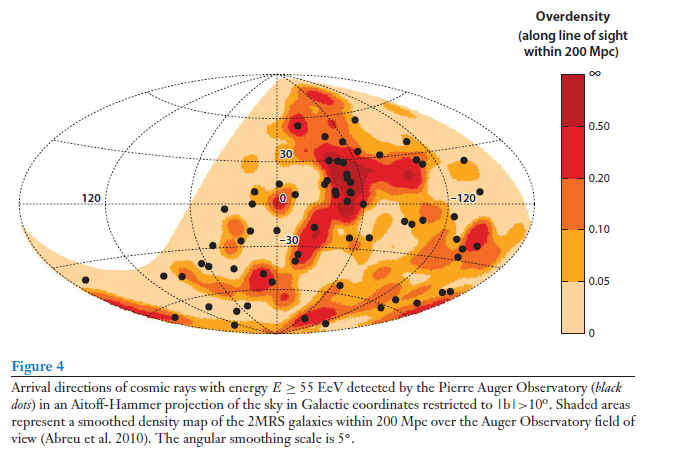 Overdensity
(along line of sight
within 200 Mpc)
∞
0.50
0.20
0.10
0.05
0
30
120
0
–120
–30
Figure 4
Arrival directions of cosmic rays with energy E ≥ 55 EeV detected by the Pierre Auger Observatory (black
dots) in an Aitoff-Hammer projection of the sky in Galactic coordinates restricted to |b|>10°. Shaded areas
represent a smoothed density map of the 2MRS galaxies within 200 Mpc over the Auger Observatory field of
view (Abreu et al. 2010). The angular smoothing scale is 5°.